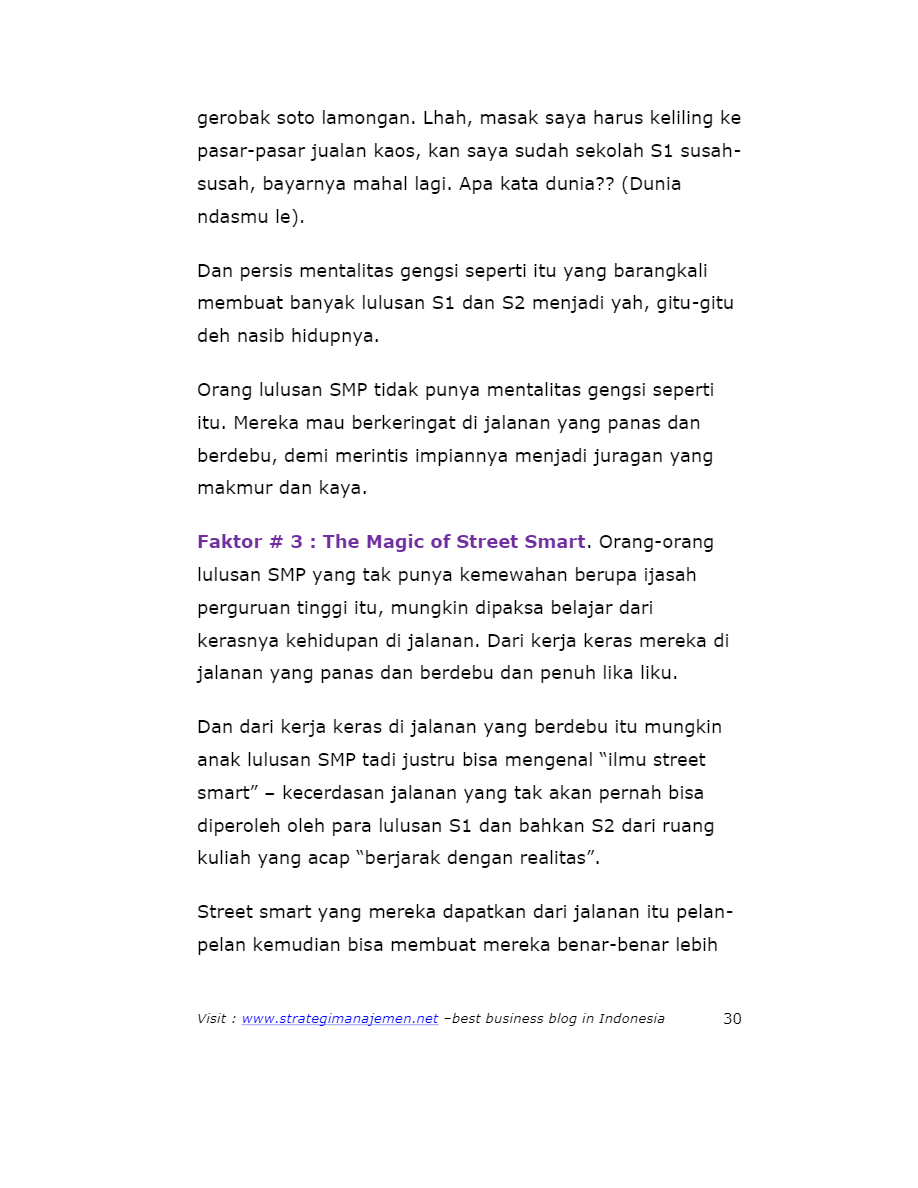 gerobak soto lamongan. Lhah, masak saya harus keliling ke
pasar-pasar jualan kaos, kan saya sudah sekolah S1 susah-
susah, bayarnya mahal lagi. Apa kata dunia?? (Dunia
ndasmu le).
Dan persis mentalitas gengsi seperti itu yang barangkali
membuat banyak lulusan S1 dan S2 menjadi yah, gitu-gitu
deh nasib hidupnya.
Orang lulusan SMP tidak punya mentalitas gengsi seperti
itu. Mereka mau berkeringat di jalanan yang panas dan
berdebu, demi merintis impiannya menjadi juragan yang
makmur dan kaya.
Faktor # 3 : The Magic of Street Smart. Orang-orang
lulusan SMP yang tak punya kemewahan berupa ijasah
perguruan tinggi itu, mungkin dipaksa belajar dari
kerasnya kehidupan di jalanan. Dari kerja keras mereka di
jalanan yang panas dan berdebu dan penuh lika liku.
Dan dari kerja keras di jalanan yang berdebu itu mungkin
anak lulusan SMP tadi justru bisa mengenal “ilmu street
smart” – kecerdasan jalanan yang tak akan pernah bisa
diperoleh oleh para lulusan S1 dan bahkan S2 dari ruang
kuliah yang acap “berjarak dengan realitas”.
Street smart yang mereka dapatkan dari jalanan itu pelan-
pelan kemudian bisa membuat mereka benar-benar lebih
Visit : www.strategimanajemen.net –best business blog in Indonesia 30